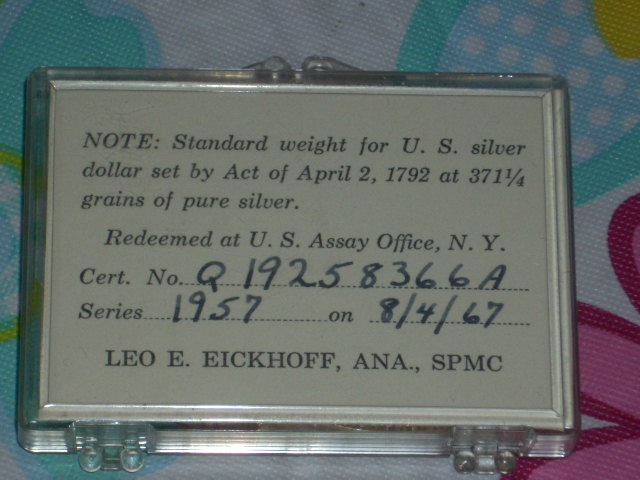 NOTE: Standard weight for U. S. silver
dollar set by Act of April 2, 1792 at 371¼
grains of pure silver.
Redeemed at U. S. Assay Office, N. Y.
Cert. No. Q 19258366A
Series 1957 on 8/4/67
LEO E. EICKHOFF, ANA., SPMC